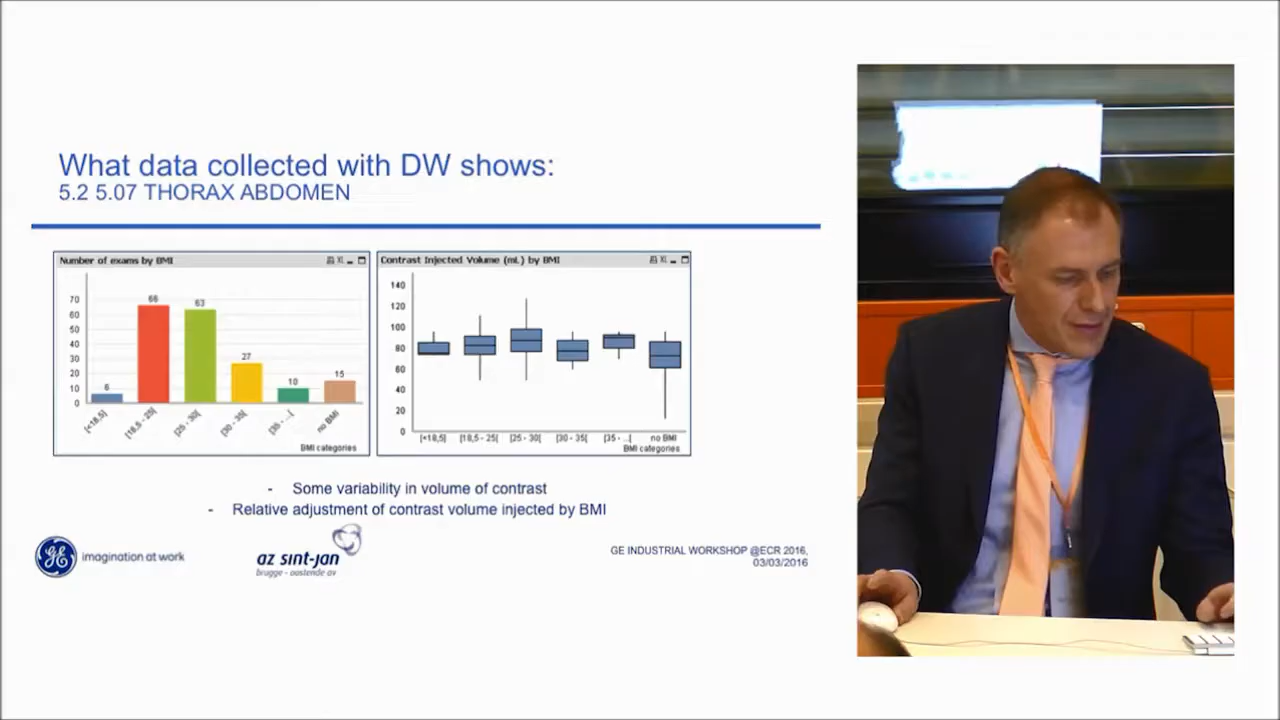 What data collected with DW shows:
5.2 5.07 THORAX ABDOMEN
Number of exams by BMI
XL
70
60
50
40
30
20
10
0
6
66
63
27
10
15
[<18,5]
[18,5 - 25[
[25 - 30[
[30 - 35[
[35 - ...[
no BMI
BMI categories
Contrast Injected Volume (mL) by BMI
XL
140
120
100
80
60
40
20
0
[<18,5]
[18,5 - 25[
[25 - 30[
[30 - 35[
[35 - ...[
no BMI
BMI categories
- Some variability in volume of contrast
- Relative adjustment of contrast volume injected by BMI
GE imagination at work
az sint-jan
brugge - oostende av
GE INDUSTRIAL WORKSHOP @ECR 2016,
03/03/2016